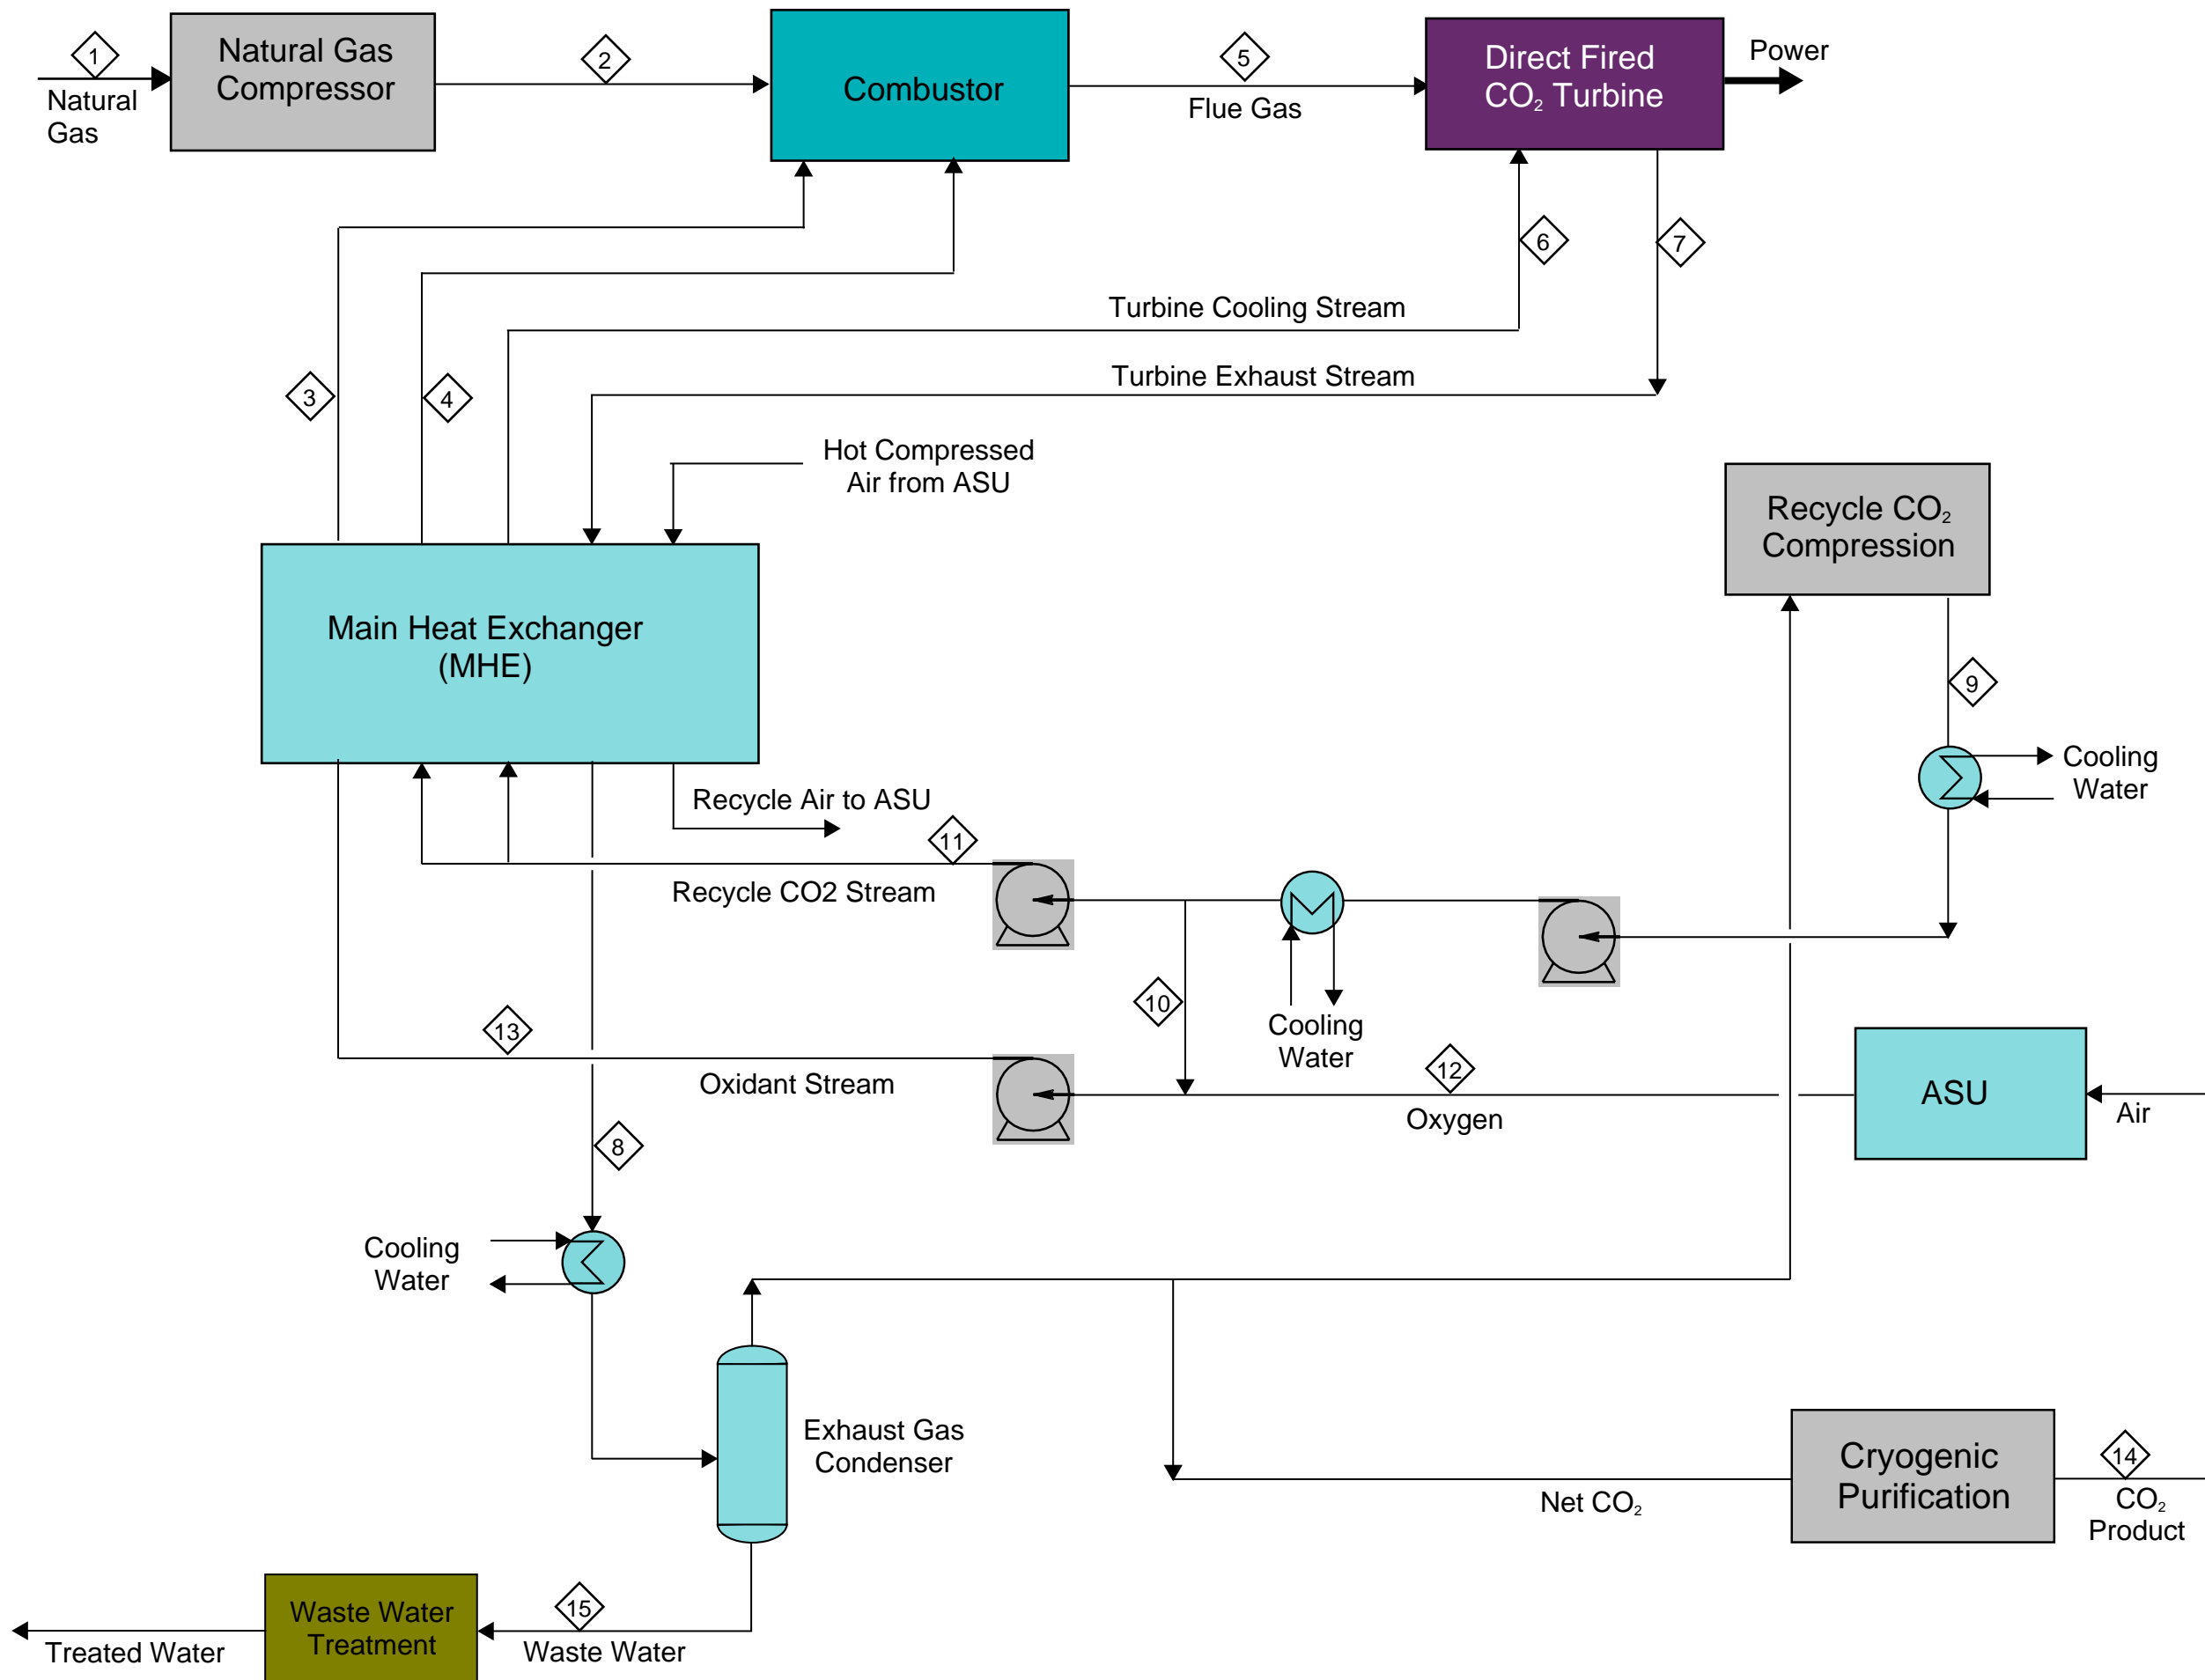 1
Natural
Gas
Natural Gas
Compressor
2
Combustor
5
Flue Gas
Direct Fired
CO₂ Turbine
Power
6
7
Turbine Cooling Stream
Turbine Exhaust Stream
3
4
Hot Compressed
Air from ASU
Recycle CO₂
Compression
Main Heat Exchanger
(MHE)
9
Cooling
Water
Recycle Air to ASU
11
Recycle CO2 Stream
10
Cooling
Water
13
Oxidant Stream
12
Oxygen
ASU
Air
8
Cooling
Water
Exhaust Gas
Condenser
Net CO₂
Cryogenic
Purification
14
CO₂
Product
Waste Water
Treatment
15
Waste Water
Treated Water